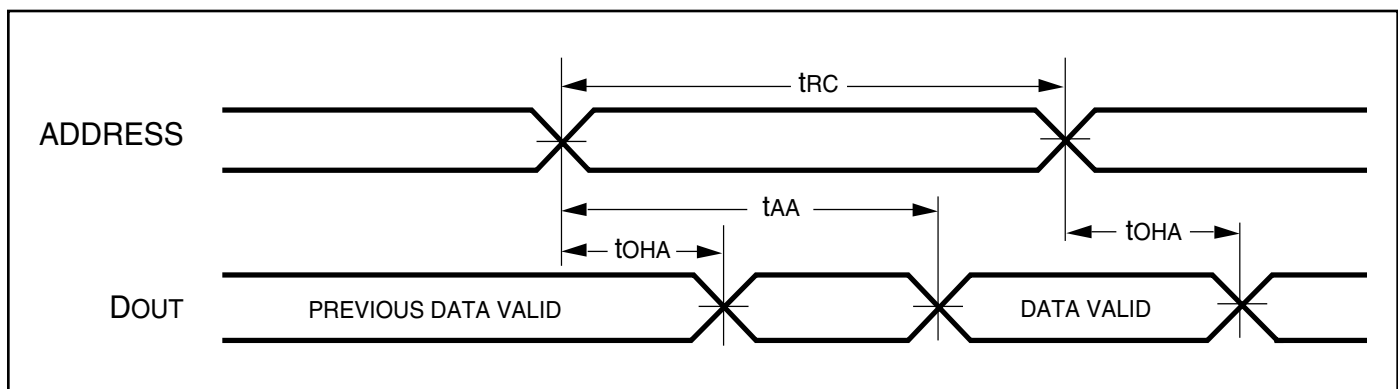 tRC
ADDRESS
tAA
tOHA
tOHA
DOUT
PREVIOUS DATA VALID
DATA VALID